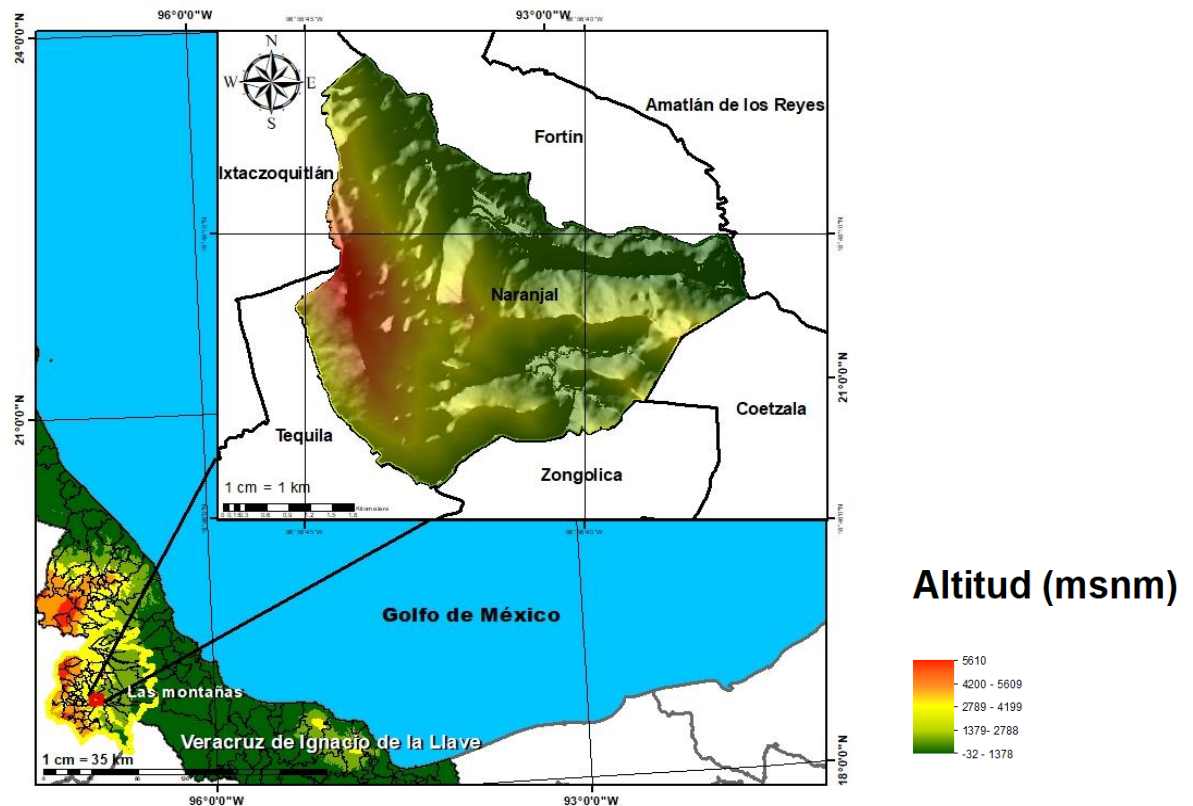 96°0'0"W
93°0'0"W
24°0'0"N
N
W
E
S
Amatlán de los Reyes
Fortín
Ixtaczoquitlán
Naranjal
21°0'0"N
21°0'0"N
Coetzala
Tequila
Zongolica
1 cm = 1 km
Kilometers
Golfo de México
Altitud (msnm)
5610
4200 - 5609
2789 - 4199
1379- 2788
-32 - 1378
Las montañas
Veracruz de Ignacio de la Llave
1 cm = 35 km
18°0'0"N
96°0'0"W
93°0'0"W